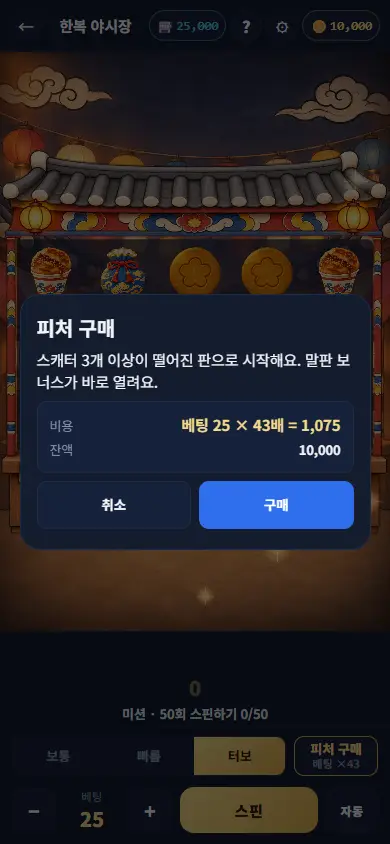 ← 한복 야시장 25,000 ? 10,000
피처 구매
스캐터 3개 이상이 떨어진 판으로 시작해요. 말판 보
너스가 바로 열려요.
비용 베팅 25 × 43배 = 1,075
잔액 10,000
취소 구매
0
미션 · 50회 스핀하기 0/50
보통 빠름 터보 피처 구매
베팅 ×43
베팅
− 25 + 스핀 자동